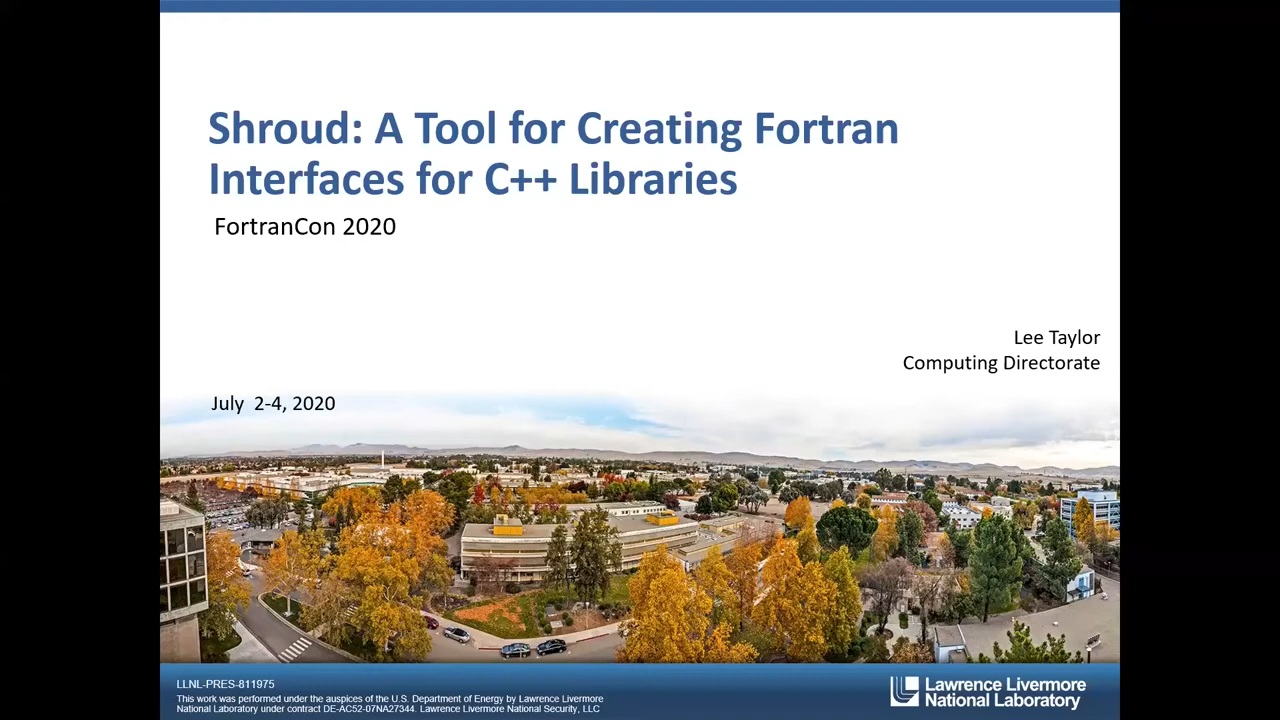 Shroud: A Tool for Creating Fortran
Interfaces for C++ Libraries
FortranCon 2020
Lee Taylor
Computing Directorate
July 2-4, 2020
LLNL-PRES-811975
This work was performed under the auspices of the U.S. Department of Energy by Lawrence Livermore
National Laboratory under contract DE-AC52-07NA27344. Lawrence Livermore National Security, LLC
Lawrence Livermore
National Laboratory